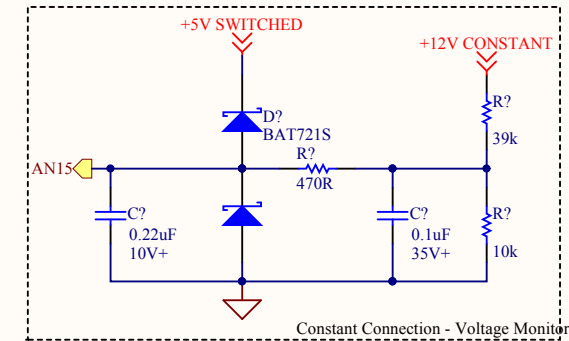 +5V SWITCHED
+12V CONSTANT
D?
BAT721S
R?
39k
R?
470R
AN15
C?
0.22uF
10V+
C?
0.1uF
35V+
R?
10k
Constant Connection - Voltage Monitor